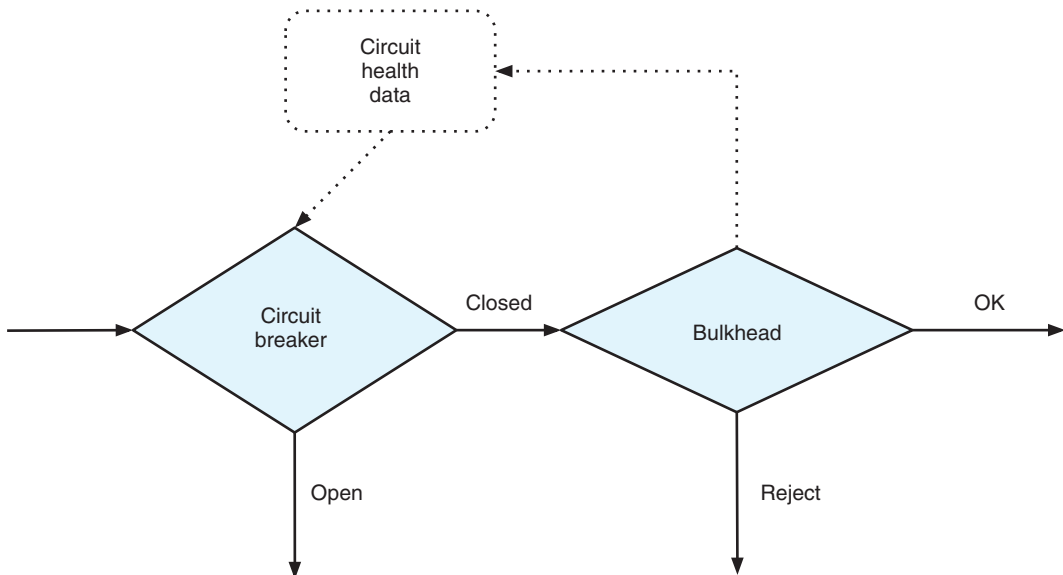 Circuit
health
data
Closed
OK
Circuit
breaker
Bulkhead
Open
Reject